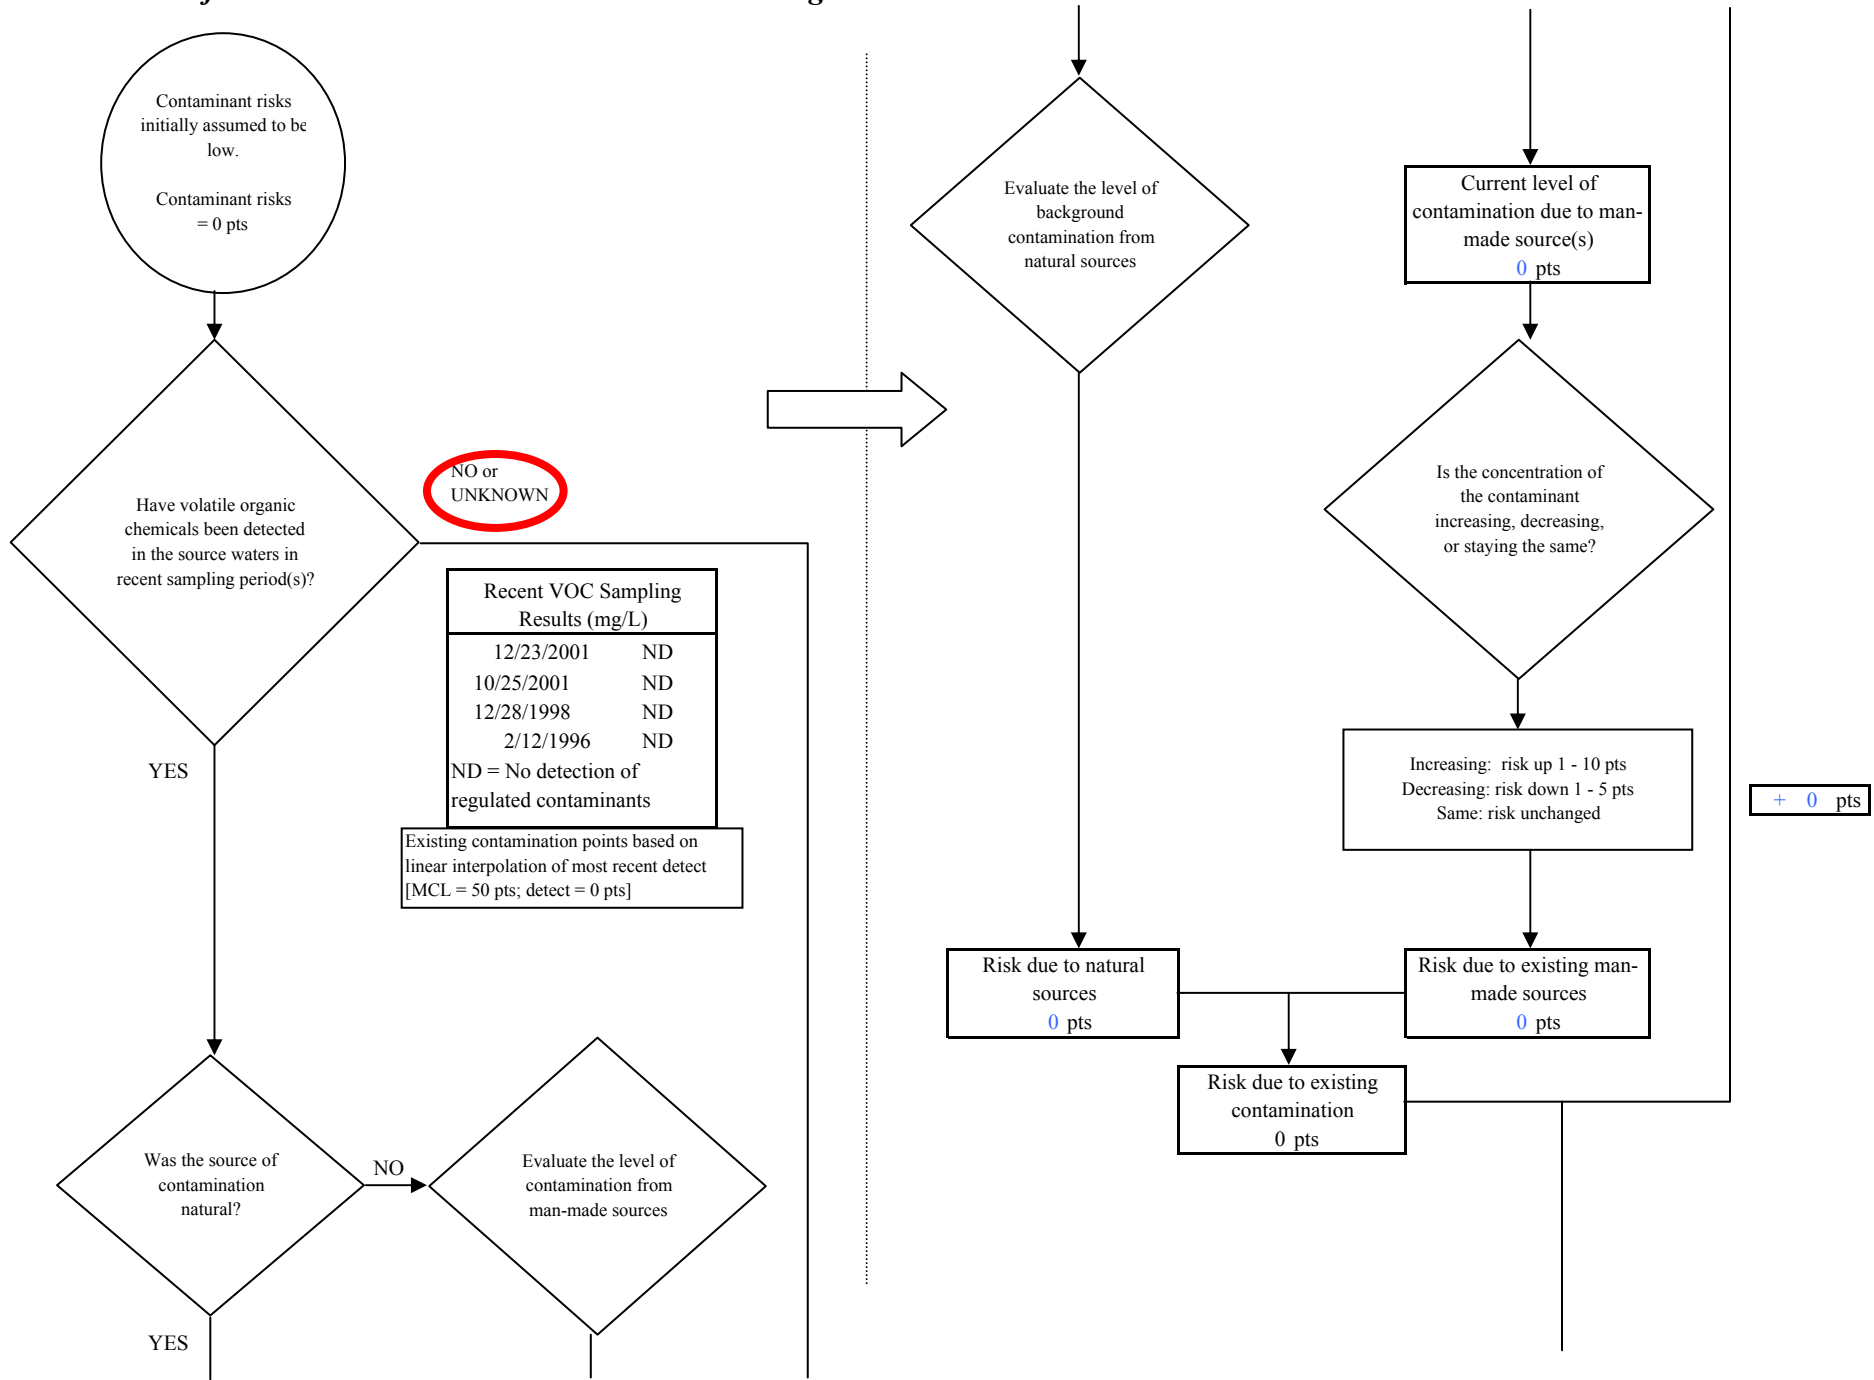 Contaminant risks
initially assumed to be
low.
Contaminant risks
= 0 pts
Have volatile organic
chemicals been detected
in the source waters in
recent sampling period(s)?
NO or
UNKNOWN
YES
Recent VOC Sampling
Results (mg/L)
12/23/2001 ND
10/25/2001 ND
12/28/1998 ND
2/12/1996 ND
ND = No detection of
regulated contaminants
Existing contamination points based on
linear interpolation of most recent detect
[MCL = 50 pts; detect = 0 pts]
Was the source of
contamination
natural?
NO
YES
Evaluate the level of
contamination from
man-made sources
Evaluate the level of
background
contamination from
natural sources
Current level of
contamination due to man-
made source(s)
0 pts
Is the concentration of
the contaminant
increasing, decreasing,
or staying the same?
Increasing: risk up 1 - 10 pts
Decreasing: risk down 1 - 5 pts
Same: risk unchanged
+ 0 pts
Risk due to natural
sources
0 pts
Risk due to existing man-
made sources
0 pts
Risk due to existing
contamination
0 pts